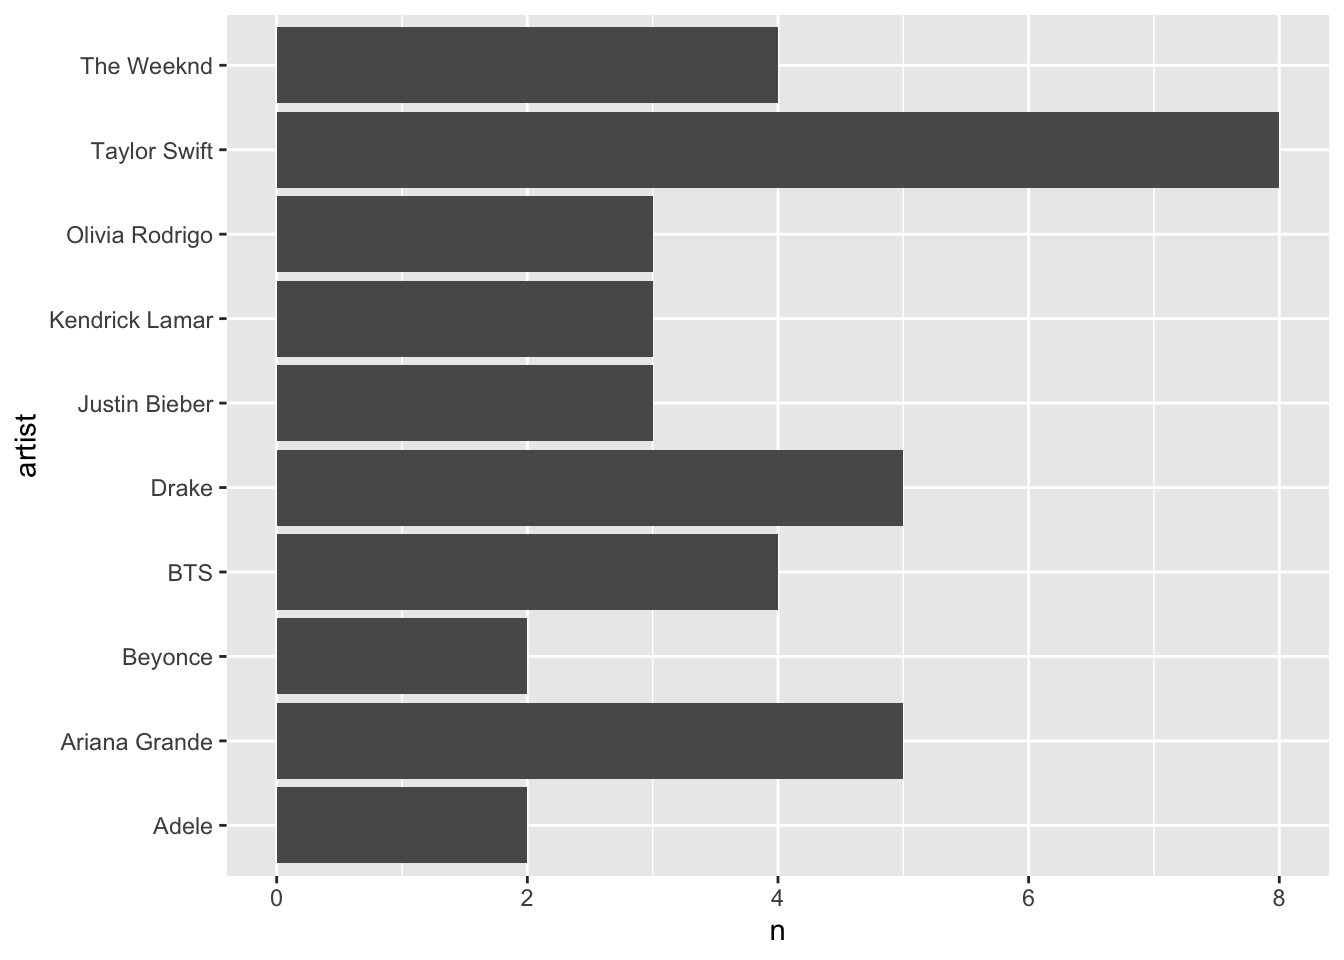 The Weeknd
Taylor Swift
Olivia Rodrigo
Kendrick Lamar
Justin Bieber
Drake
BTS
Beyonce
Ariana Grande
Adele
artist
0 2 4 6 8
n